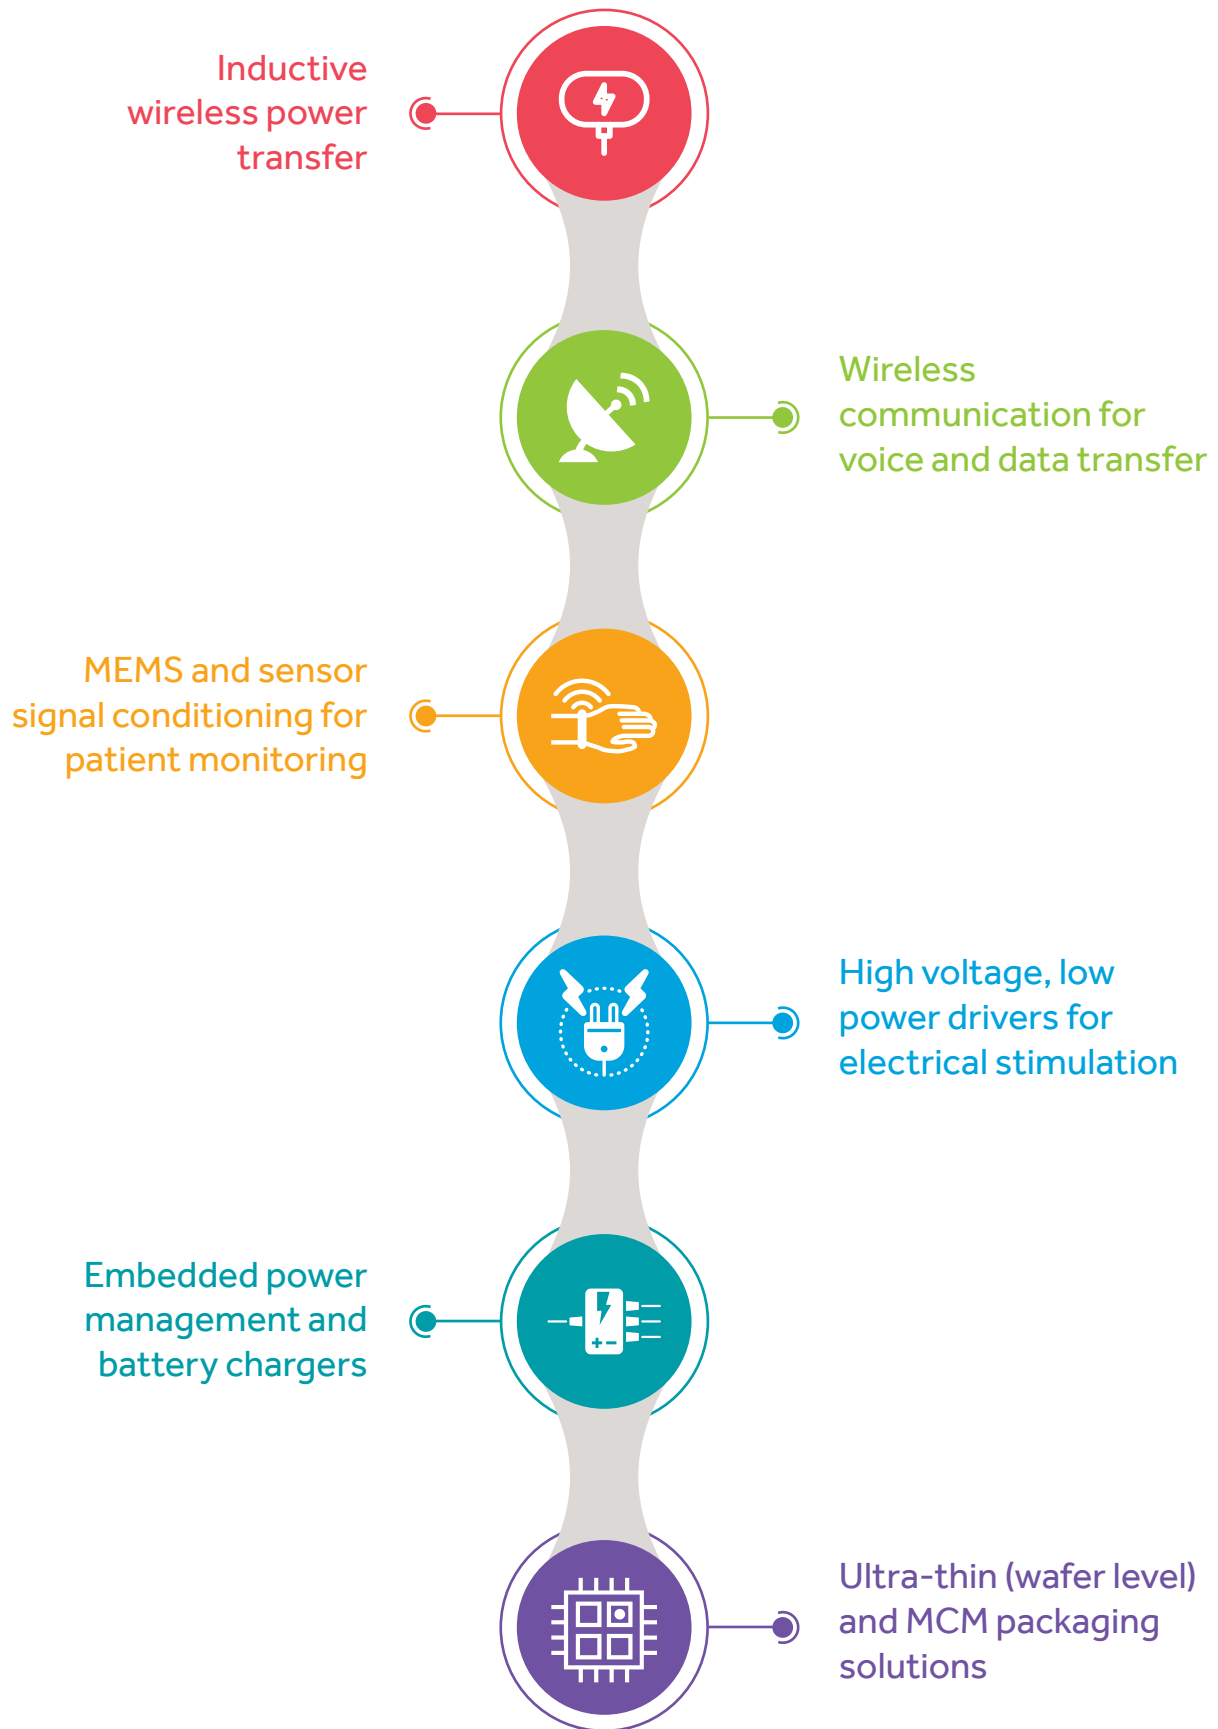 Inductive
wireless power
transfer
Wireless
communication for
voice and data transfer
MEMS and sensor
signal conditioning for
patient monitoring
High voltage, low
power drivers for
electrical stimulation
Embedded power
management and
battery chargers
Ultra-thin (wafer level)
and MCM packaging
solutions